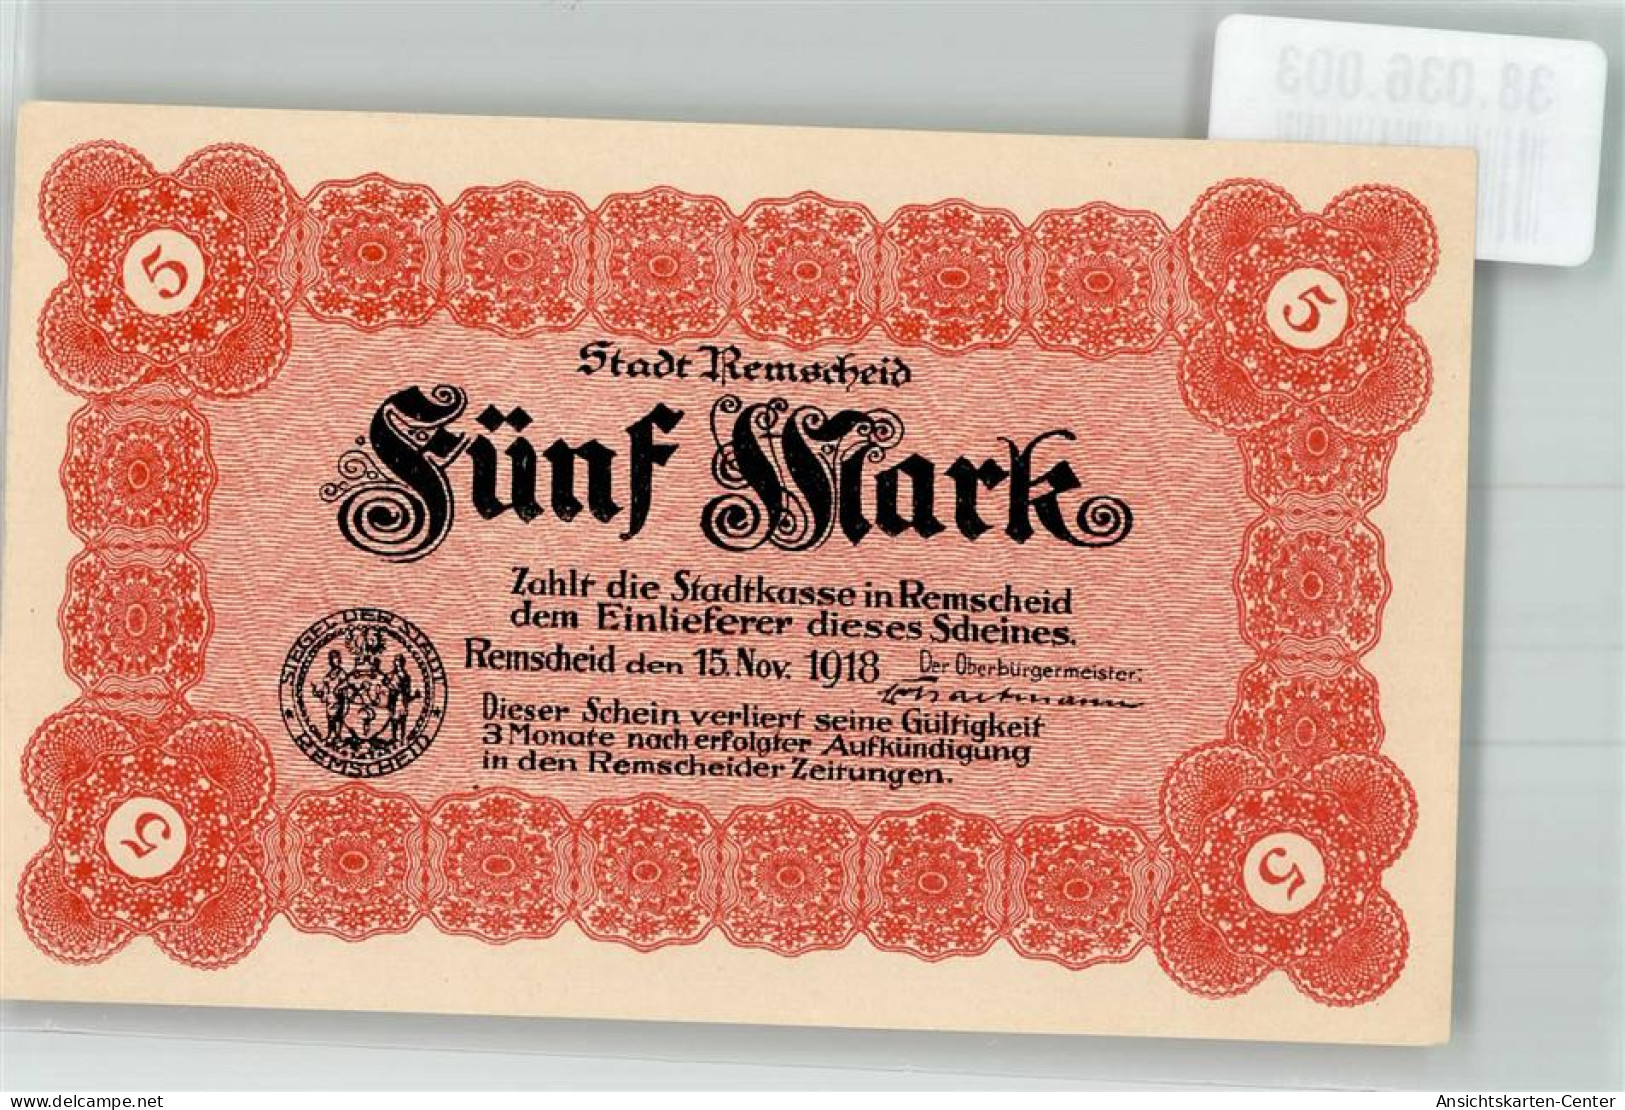 38.036.003
5
5
Stadt Remscheid
Fünf Mark
Zahlt die Stadtkasse in Remscheid
dem Einlieferer dieses Scheines.
Remscheid den 15. Nov. 1918
Der Oberbürgermeister:
SIEGEL DER STADT
REMSCHEID
Dieser Schein verliert seine Gültigkeit
3 Monate nach erfolgter Aufkündigung
in den Remscheider Zeitungen.
5
5
www.delcampe.net
Ansichtskarten-Center